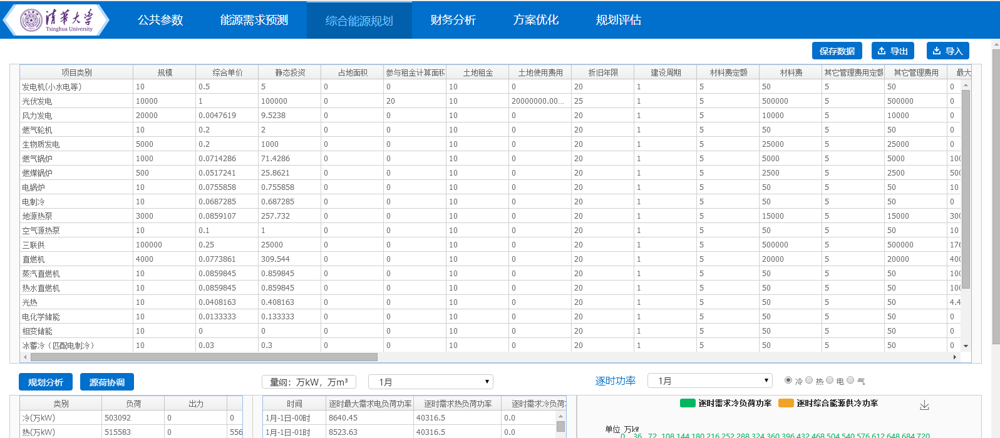 清华大学
Tsinghua University
公共参数 能源需求预测 综合能源规划 财务分析 方案优化 规划评估
保存数据 导出 导入
项目类别 规模 综合单价 静态投资 占地面积 参与租金计算面积 土地租金 土地使用费用 折旧年限 建设周期 材料费定额 材料费 其它管理费用定额 其它管理费用 最大
发电机(小水电等) 10 0.5 5 0 0 10 0 20 1 5 50 5 50 0
光伏发电 10000 1 100000 0 20 10 20000000.00... 25 1 5 500000 5 500000 0
风力发电 20000 0.0047619 9.5238 0 0 10 0 20 1 5 10000 5 10000 0
燃气轮机 10 0.2 2 0 0 10 0 20 1 5 50 5 50 0
生物质发电 5000 0.2 1000 0 0 10 0 20 1 5 25000 5 25000 0
燃气锅炉 1000 0.0714286 71.4286 0 0 10 0 20 1 5 5000 5 5000 100
燃煤锅炉 500 0.0517241 25.8621 0 0 10 0 20 1 5 2500 5 2500 500
电锅炉 10 0.0755858 0.755858 0 0 10 0 20 1 5 50 5 50 10
电制冷 10 0.0687285 0.687285 0 0 10 0 20 1 5 50 5 50 0
地源热泵 3000 0.0859107 257.732 0 0 10 0 20 1 5 15000 5 15000 300
空气源热泵 10 0.1 1 0 0 10 0 20 1 5 50 5 50 10
三联供 100000 0.25 25000 0 0 10 0 20 1 5 500000 5 500000 176
直燃机 4000 0.0773861 309.544 0 0 10 0 20 1 5 20000 5 20000 400
蒸汽直燃机 10 0.0859845 0.859845 0 0 10 0 20 1 5 50 5 50 100
热水直燃机 10 0.0859845 0.859845 0 0 10 0 20 1 5 50 5 50 100
光热 10 0.0408163 0.408163 0 0 10 0 20 1 5 50 5 50 4.4
电化学储能 10 0.0133333 0.133333 0 0 10 0 20 1 5 50 5 50 0
相变储能 10 0 0 0 0 10 0 20 1 5 50 5 50 0
冰蓄冷（匹配电制冷） 10 0.03 0.3 0 0 10 0 20 1 5 50 5 50 0
规划分析 源荷协调 量纲：万kW，万m³ 1月 逐时功率 1月 冷 热 电 气
类别 负荷 出力
冷(万kW) 503092 0 0
热(万kW) 515583 0 556
时间 逐时最大需求电负荷功率 逐时需求热负荷功率 逐时需求冷负荷
1月-1日-00时 8640.45 40316.5 0.0
1月-1日-01时 8523.63 40316.5 0.0
逐时需求冷负荷功率 逐时综合能源供冷功率
单位 万kW
0 36 72 108 144 180 216 252 288 324 360 396 432 468 504 540 576 612 648 684 720